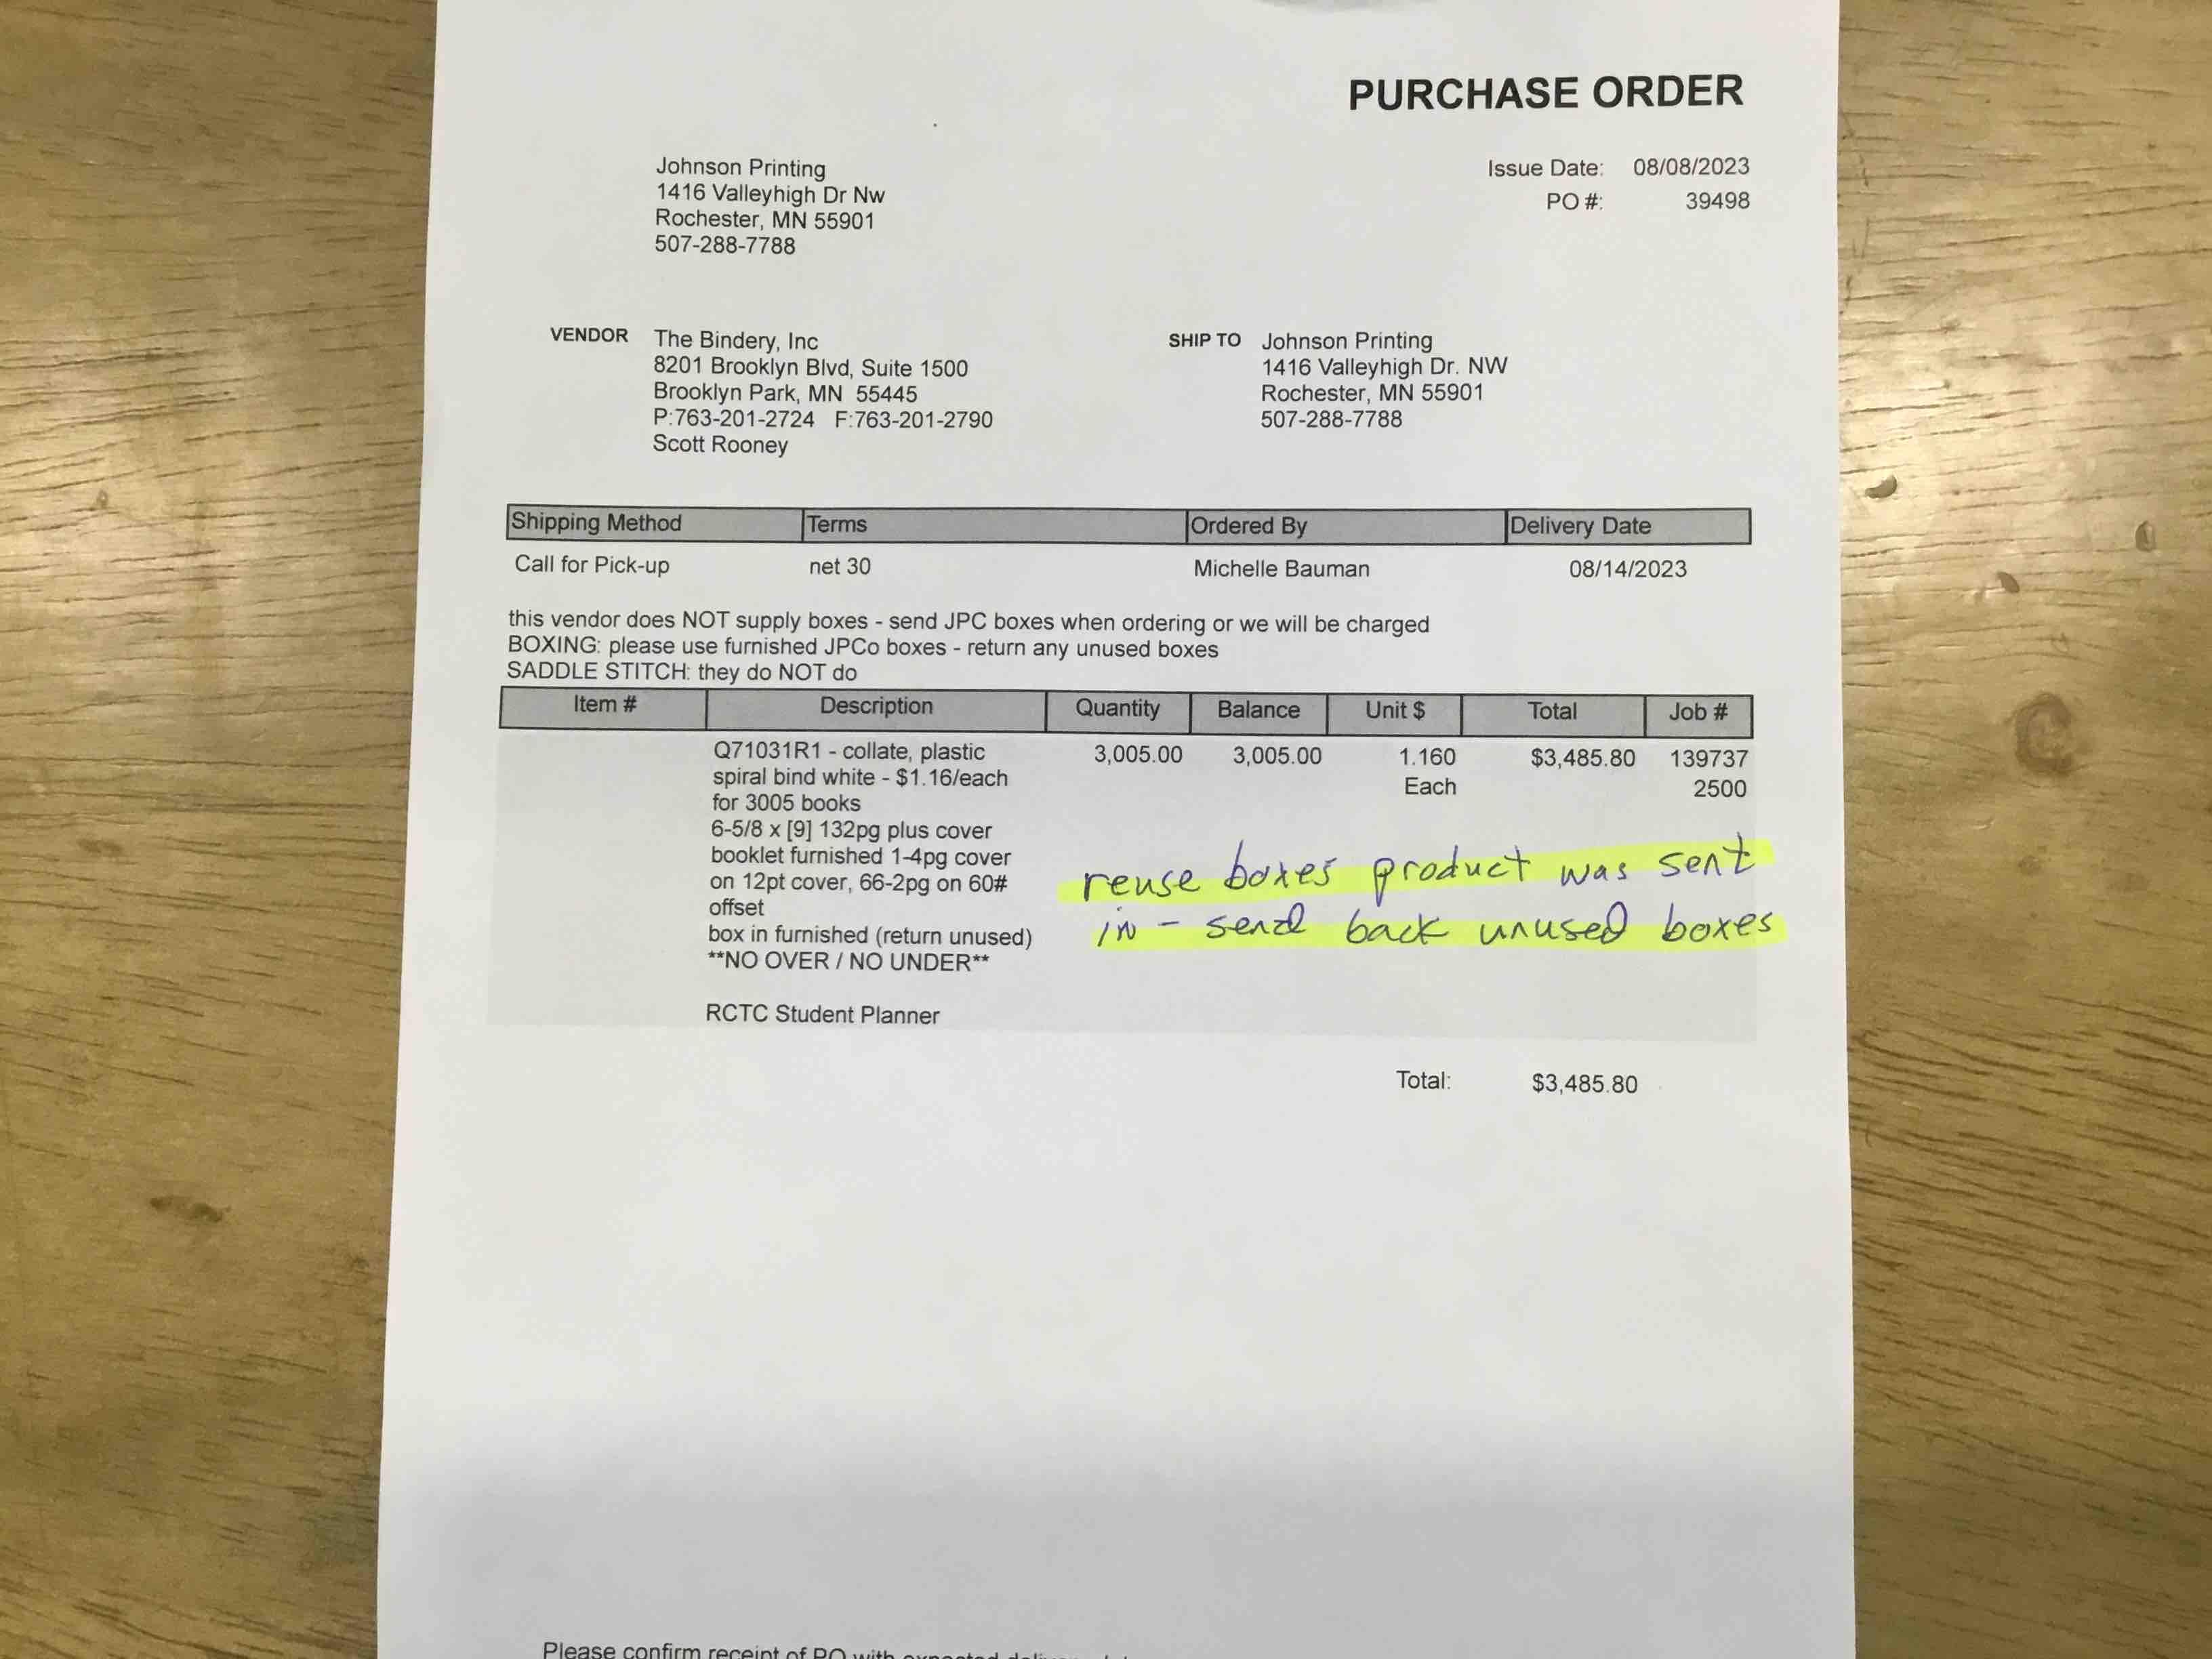 PURCHASE ORDER
Johnson Printing
1416 Valleyhigh Dr Nw
Rochester, MN 55901
507-288-7788
Issue Date: 08/08/2023
PO #: 39498
VENDOR
The Bindery, Inc
8201 Brooklyn Blvd, Suite 1500
Brooklyn Park, MN 55445
P:763-201-2724 F:763-201-2790
Scott Rooney
SHIP TO
Johnson Printing
1416 Valleyhigh Dr. NW
Rochester, MN 55901
507-288-7788
Shipping Method Terms Ordered By Delivery Date
Call for Pick-up net 30 Michelle Bauman 08/14/2023
this vendor does NOT supply boxes - send JPC boxes when ordering or we will be charged
BOXING: please use furnished JPCo boxes - return any unused boxes
SADDLE STITCH: they do NOT do
Item # Description Quantity Balance Unit $ Total Job #
Q71031R1 - collate, plastic 3,005.00 3,005.00 1.160 $3,485.80 139737
spiral bind white - $1.16/each Each 2500
for 3005 books
6-5/8 x [9] 132pg plus cover
booklet furnished 1-4pg cover
on 12pt cover, 66-2pg on 60#
offset
box in furnished (return unused)
**NO OVER / NO UNDER**
reuse boxes product was sent
in - send back unused boxes
RCTC Student Planner
Total: $3,485.80
Please confirm receipt of PO with expected